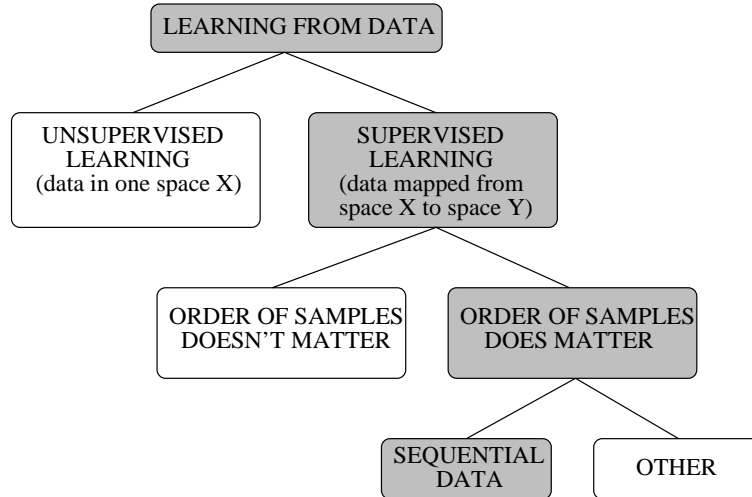 LEARNING FROM DATA
UNSUPERVISED
LEARNING
(data in one space X)
SUPERVISED
LEARNING
(data mapped from
space X to space Y)
ORDER OF SAMPLES
DOESN'T MATTER
ORDER OF SAMPLES
DOES MATTER
SEQUENTIAL
DATA
OTHER